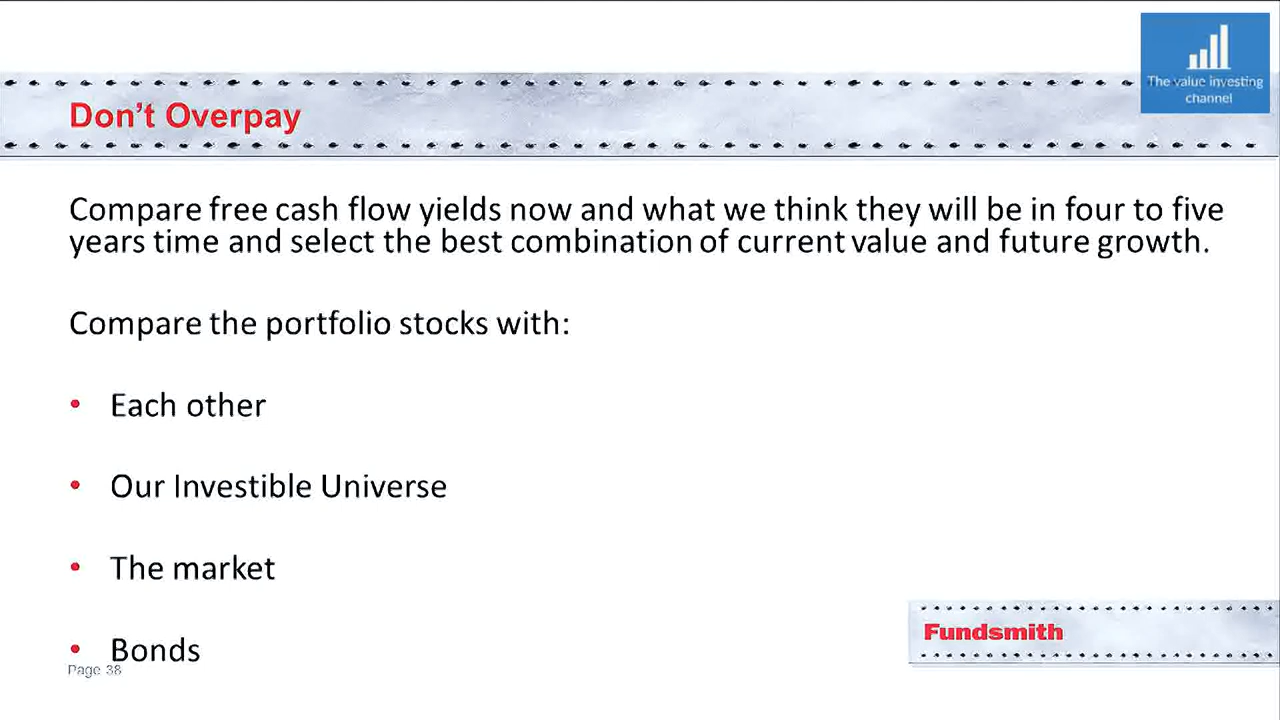 The value investing
channel
Don't Overpay
Compare free cash flow yields now and what we think they will be in four to five
years time and select the best combination of current value and future growth.
Compare the portfolio stocks with:
• Each other
• Our Investible Universe
• The market
• Bonds
Page 38
Fundsmith